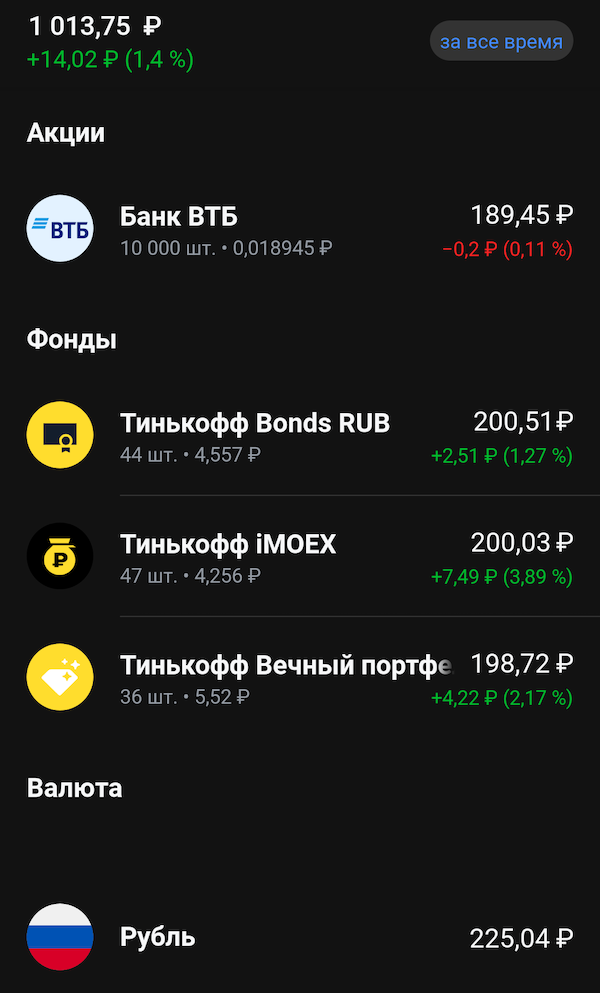 1 013,75 ₽
+14,02 ₽ (1,4 %)
за все время
Акции
ВТБ
Банк ВТБ
189,45 ₽
10 000 шт. • 0,018945 ₽
−0,2 ₽ (0,11 %)
Фонды
Тинькофф Bonds RUB
200,51 ₽
44 шт. • 4,557 ₽
+2,51 ₽ (1,27 %)
Тинькофф iMOEX
200,03 ₽
47 шт. • 4,256 ₽
+7,49 ₽ (3,89 %)
Тинькофф Вечный портфе
198,72 ₽
36 шт. • 5,52 ₽
+4,22 ₽ (2,17 %)
Валюта
Рубль
225,04 ₽